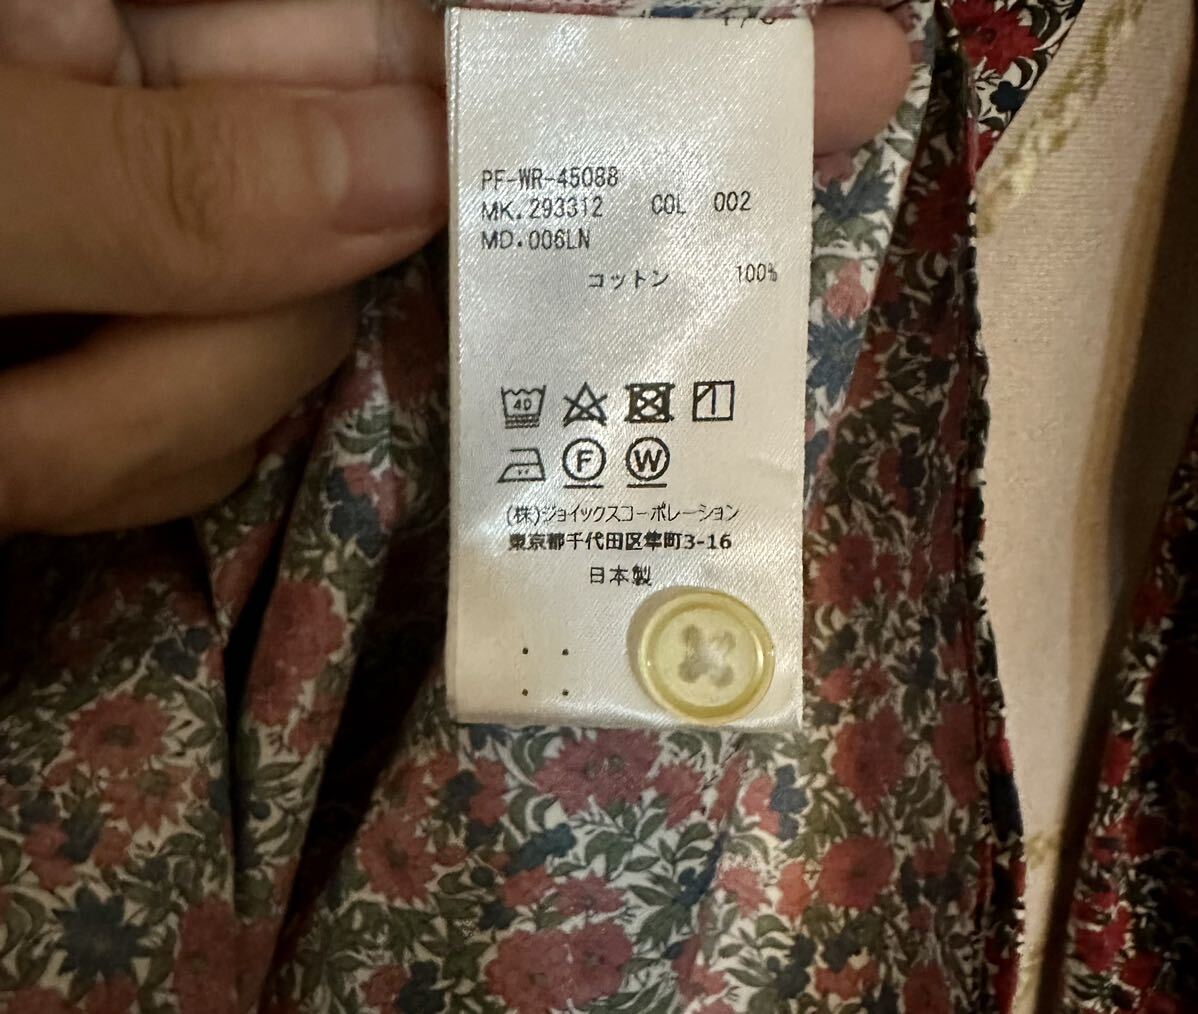 PF-WR-45088
MK.293312 COL 002
MD.006LN
コットン 100%
40
F W
(株)ジョイックスコーポレーション
東京都千代田区隼町3-16
日本製